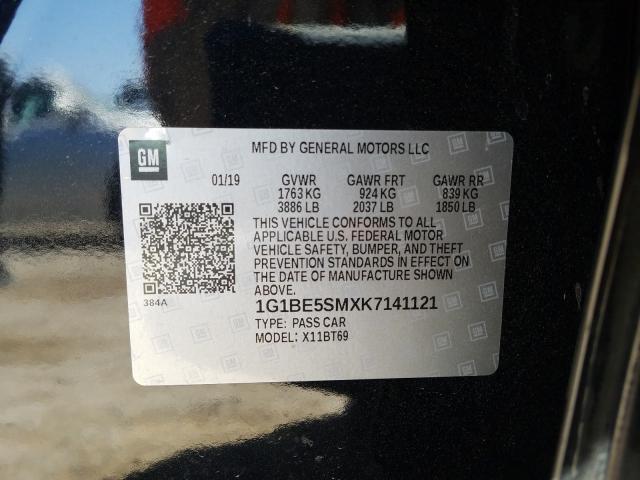 GM
MFD BY GENERAL MOTORS LLC
01/19 GVWR GAWR FRT GAWR RR
1763 KG 924 KG 839 KG
3886 LB 2037 LB 1850 LB
THIS VEHICLE CONFORMS TO ALL
APPLICABLE U.S. FEDERAL MOTOR
VEHICLE SAFETY, BUMPER, AND THEFT
PREVENTION STANDARDS IN EFFECT ON
THE DATE OF MANUFACTURE SHOWN
ABOVE.
384A
1G1BE5SMXK7141121
TYPE: PASS CAR
MODEL: X11BT69